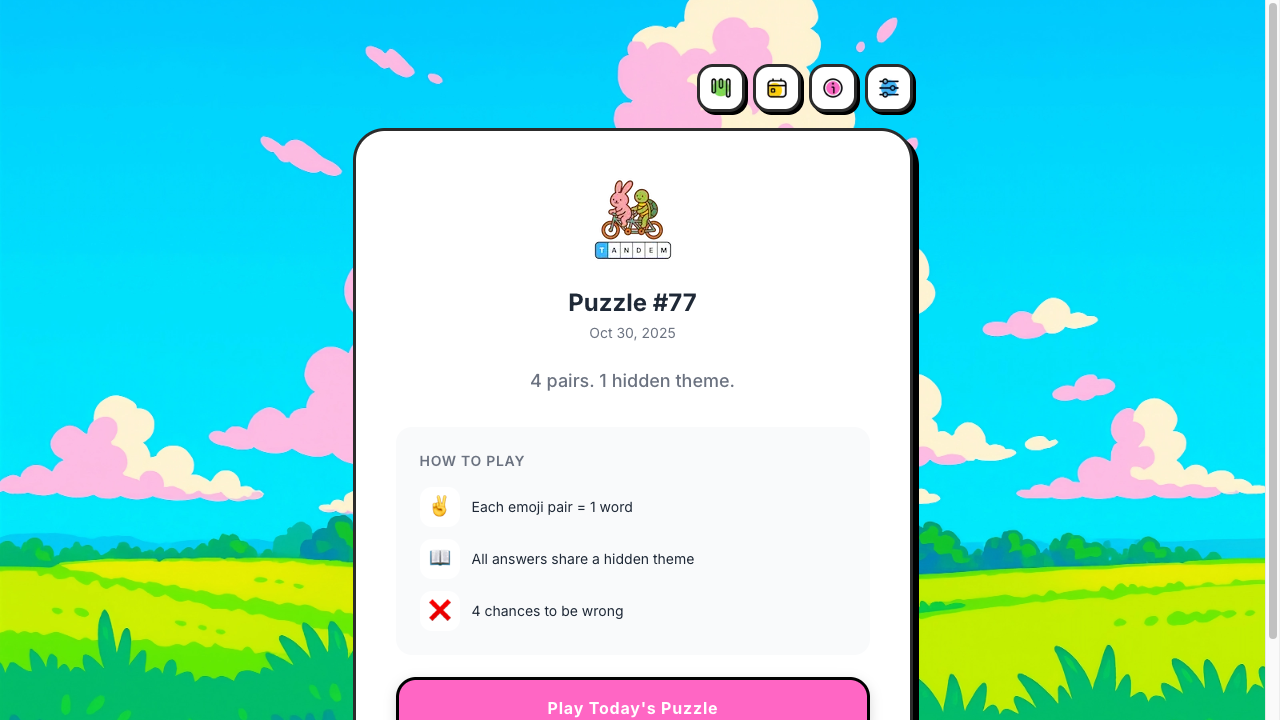 TANDEM
Puzzle #77
Oct 30, 2025
4 pairs. 1 hidden theme.
HOW TO PLAY
Each emoji pair = 1 word
All answers share a hidden theme
4 chances to be wrong
Play Today's Puzzle